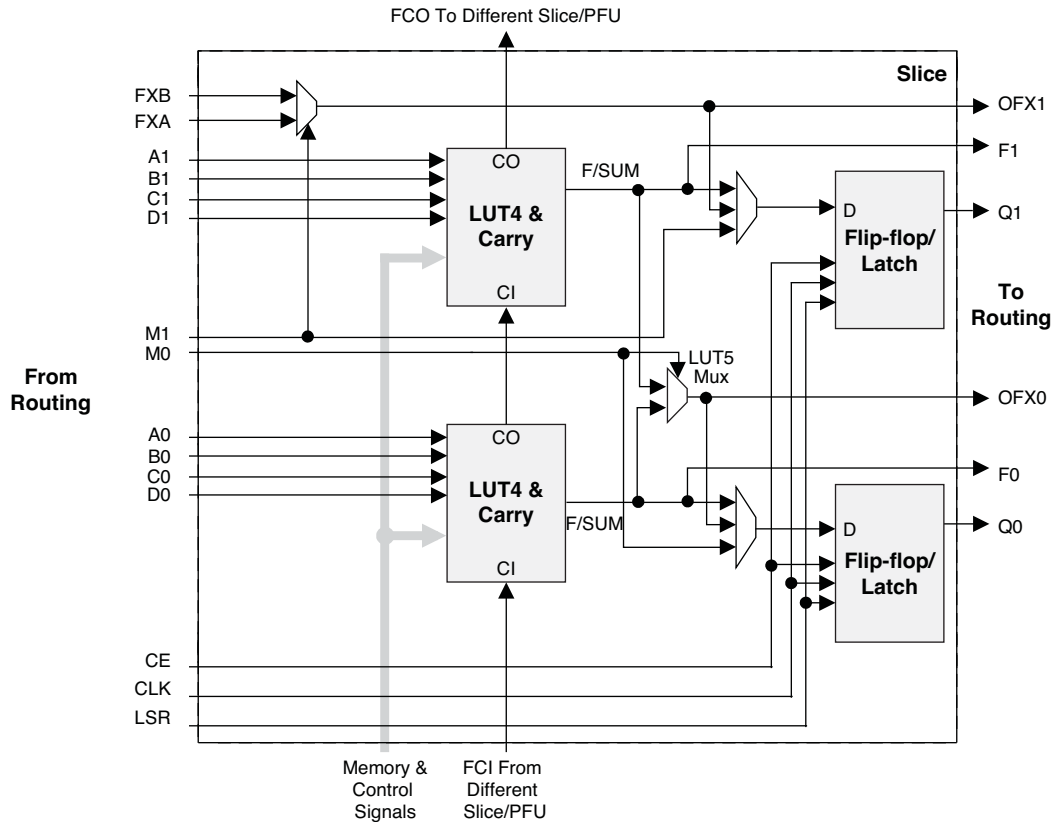 FCO To Different Slice/PFU
Slice
FXB
FXA
OFX1
F1
A1
B1
C1
D1
CO
LUT4 &
Carry
CI
F/SUM
D
Flip-flop/
Latch
Q1
To
Routing
M1
M0
From
Routing
LUT5
Mux
OFX0
A0
B0
C0
D0
CO
LUT4 &
Carry
CI
F/SUM
F0
D
Flip-flop/
Latch
Q0
CE
CLK
LSR
Memory &
Control
Signals
FCI From
Different
Slice/PFU